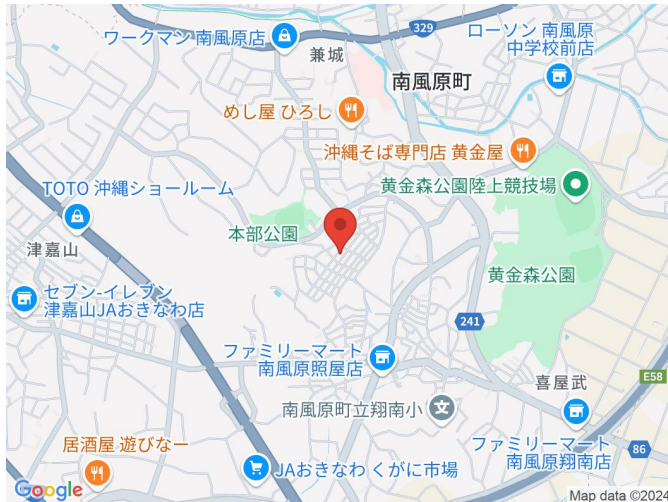 ワークマン 南風原店
兼城
329
ローソン 南風原
中学校前店
南風原町
めし屋 ひろし
沖縄そば専門店 黄金屋
TOTO 沖縄ショールーム
黄金森公園陸上競技場
本部公園
津嘉山
黄金森公園
セブン-イレブン
津嘉山JAおきなわ店
241
ファミリーマート
南風原照屋店
E58
喜屋武
南風原町立翔南小
文
ファミリーマート
南風原翔南店
86
居酒屋 遊びなー
JAおきなわ くがに市場
Google
Map data ©2024